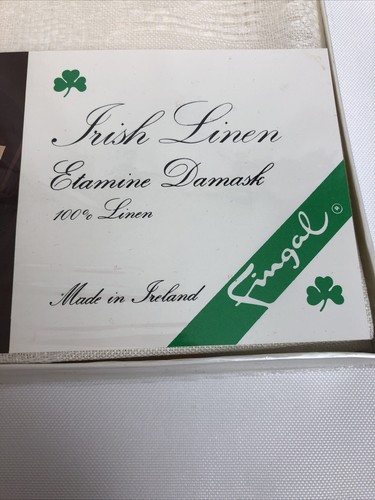 Irish Linen
Etamine Damask
100% Linen
Made in Ireland
Fingal ®